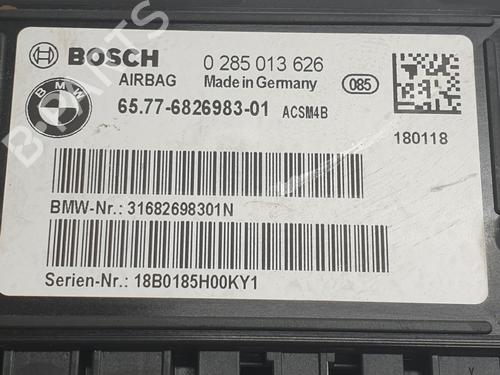 BOSCH 0 285 013 626
AIRBAG Made in Germany 085
BMW 65.77-6826983-01 ACSM4B
180118
BMW-Nr.: 31682698301N
Serien-Nr.: 18B0185H00KY1